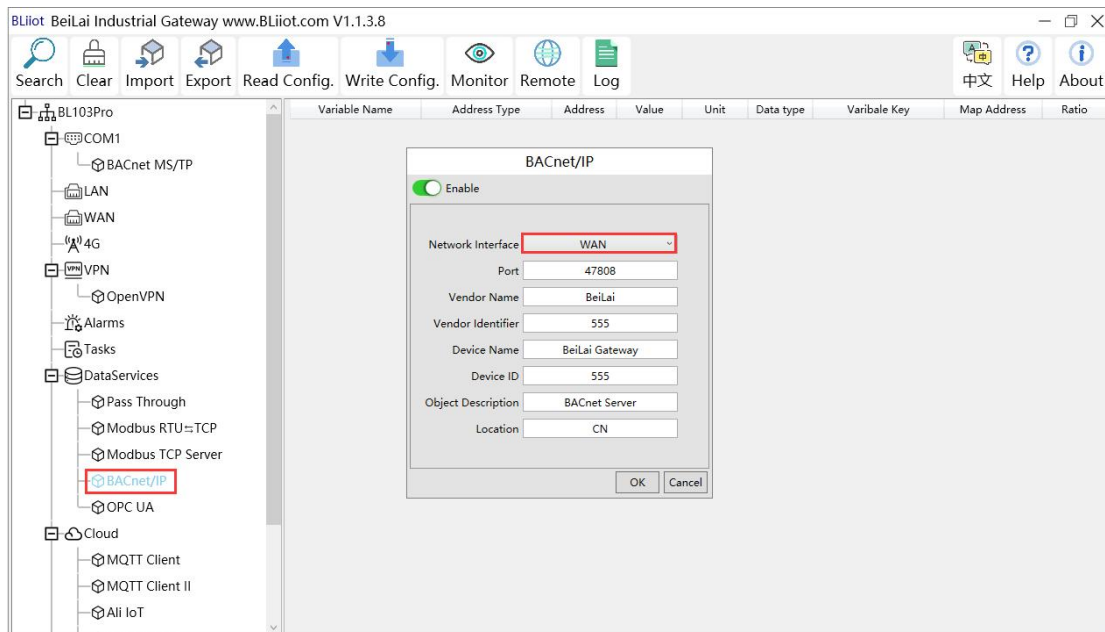 BLiiot BeiLai Industrial Gateway www.BLiiot.com V1.1.3.8
Search Clear Import Export Read Config. Write Config. Monitor Remote Log 中文 Help About
BL103Pro
COM1
BACnet MS/TP
LAN
WAN
4G
VPN VPN
OpenVPN
Alarms
Tasks
DataServices
Pass Through
Modbus RTU⇆TCP
Modbus TCP Server
BACnet/IP
OPC UA
Cloud
MQTT Client
MQTT Client II
Ali IoT
Variable Name Address Type Address Value Unit Data type Varibale Key Map Address Ratio
BACnet/IP
Enable
Network Interface WAN
Port 47808
Vendor Name BeiLai
Vendor Identifier 555
Device Name BeiLai Gateway
Device ID 555
Object Description BACnet Server
Location CN
OK Cancel